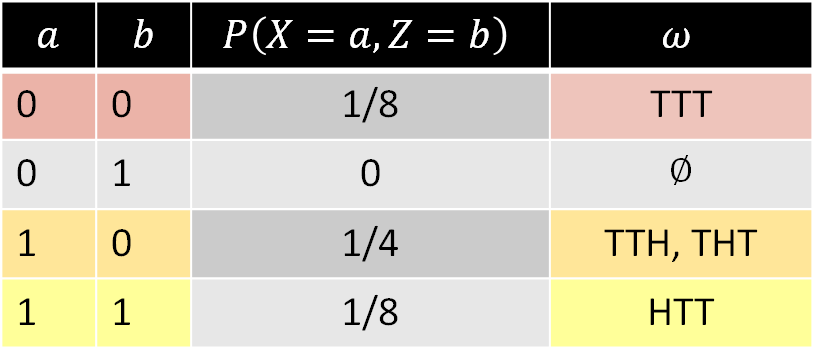 a b P(X = a, Z = b) ω
0 0 1/8 TTT
0 1 0 ∅
1 0 1/4 TTH, THT
1 1 1/8 HTT